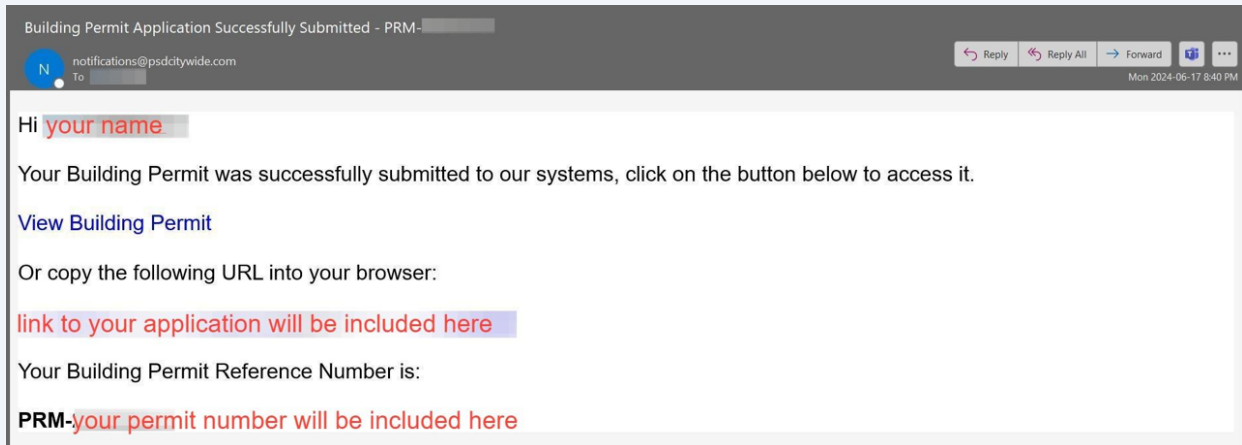 Building Permit Application Successfully Submitted - PRM-
N
notifications@psdcitywide.com
To
Reply
Reply All
Forward
Mon 2024-06-17 8:40 PM
Hi your name
Your Building Permit was successfully submitted to our systems, click on the button below to access it.
View Building Permit
Or copy the following URL into your browser:
link to your application will be included here
Your Building Permit Reference Number is:
PRM-your permit number will be included here